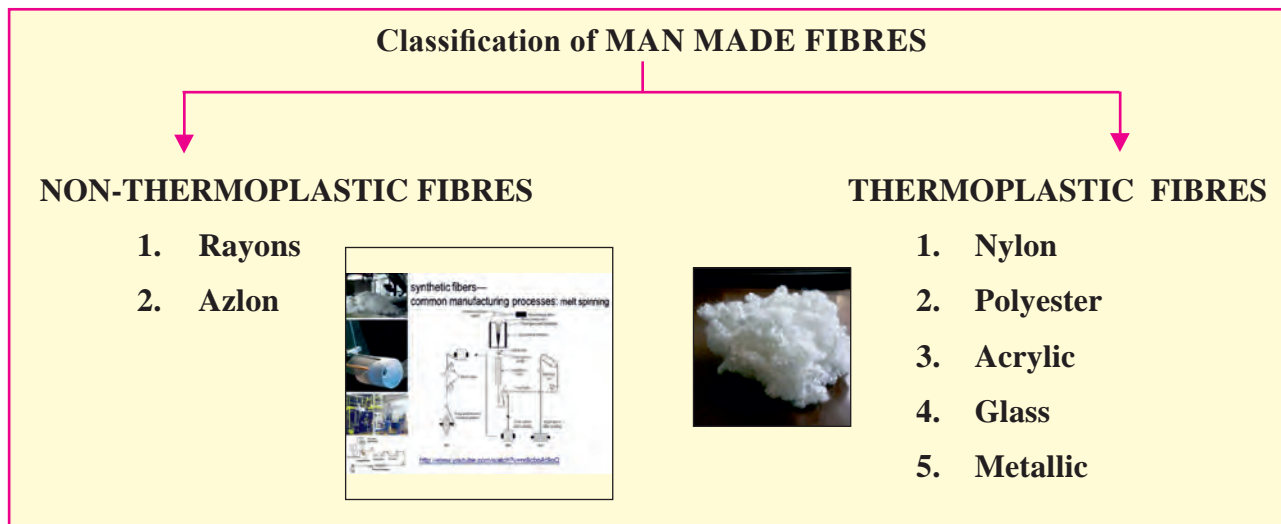 Classification of MAN MADE FIBRES
NON-THERMOPLASTIC FIBRES
1. Rayons
2. Azlon
synthetic fibers—
common manufacturing processes: melt spinning
THERMOPLASTIC FIBRES
1. Nylon
2. Polyester
3. Acrylic
4. Glass
5. Metallic